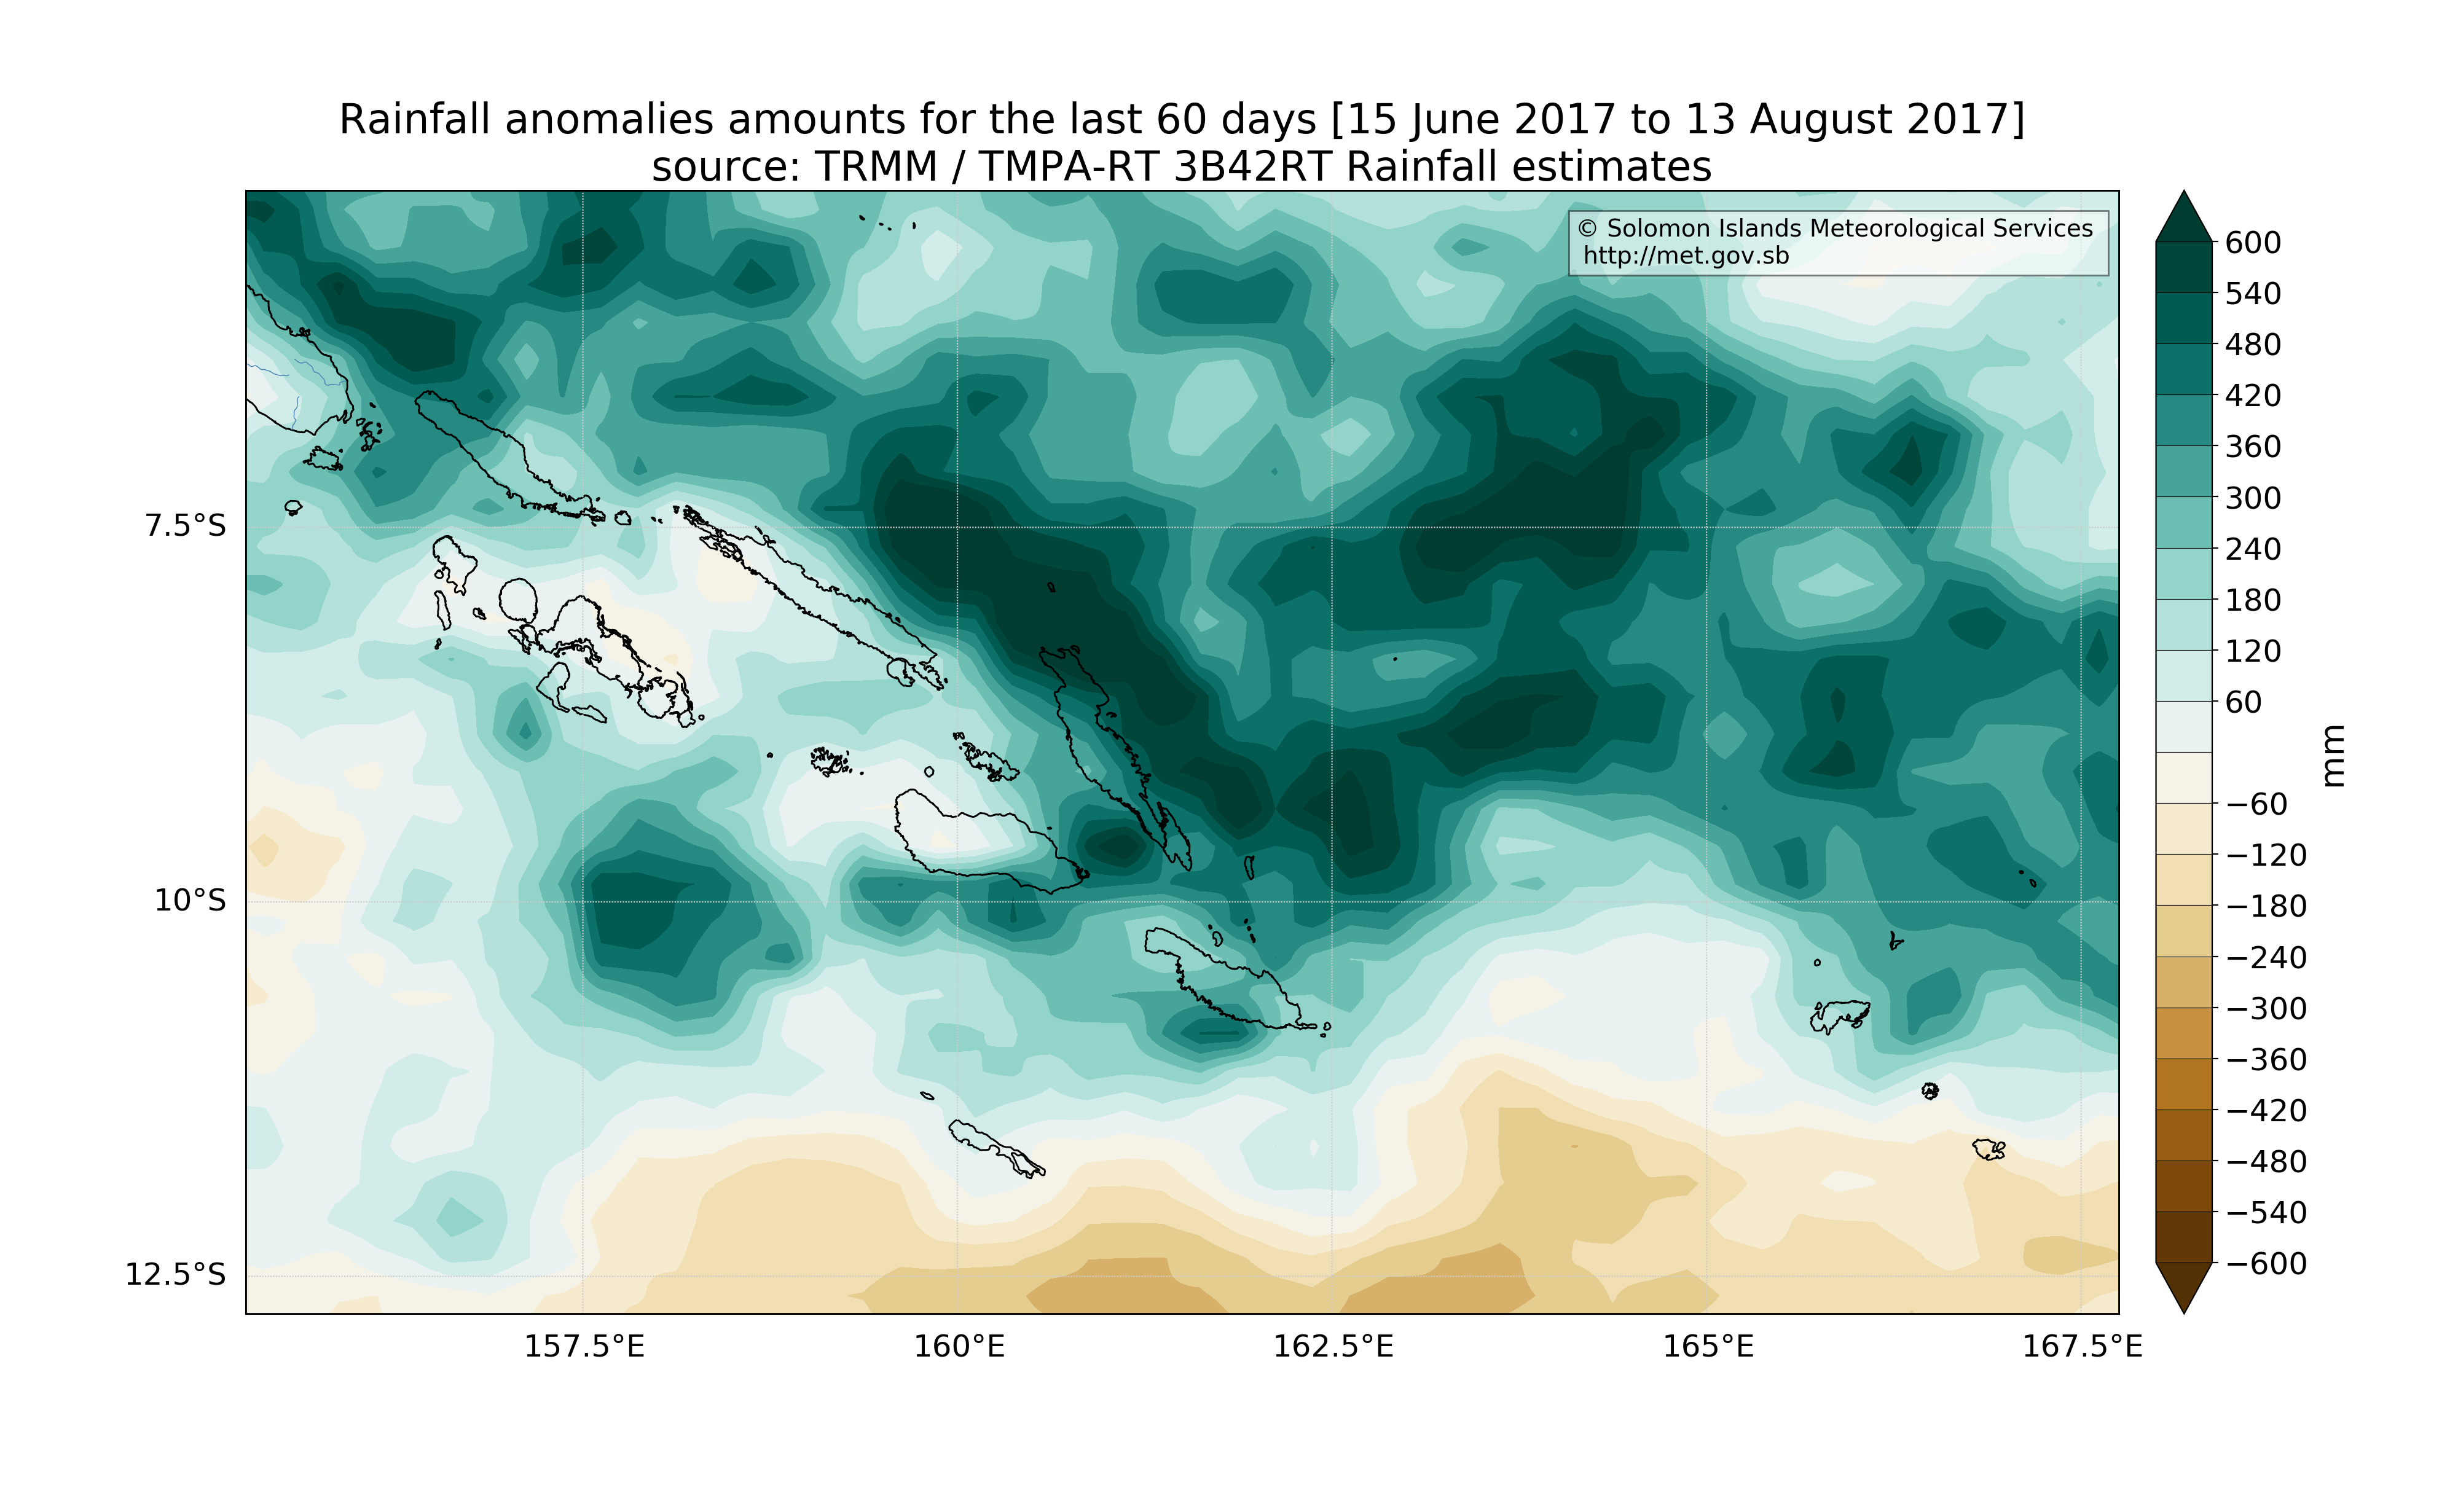 Rainfall anomalies amounts for the last 60 days [15 June 2017 to 13 August 2017]
source: TRMM / TMPA-RT 3B42RT Rainfall estimates
© Solomon Islands Meteorological Services
http://met.gov.sb
7.5°S
10°S
12.5°S
157.5°E
160°E
162.5°E
165°E
167.5°E
600
540
480
420
360
300
240
180
120
60
−60
−120
−180
−240
−300
−360
−420
−480
−540
−600
mm